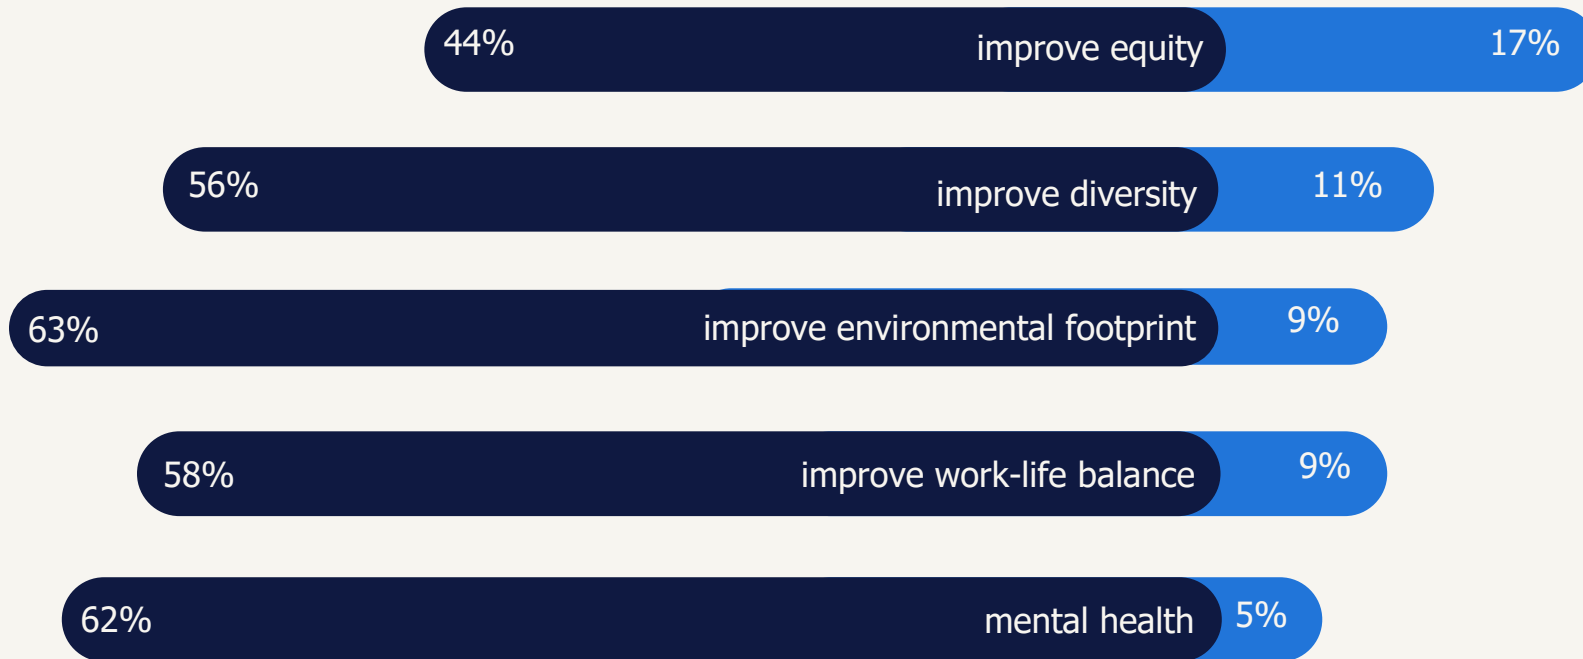 44% improve equity 17%
56% improve diversity 11%
63% improve environmental footprint 9%
58% improve work-life balance 9%
62% mental health 5%